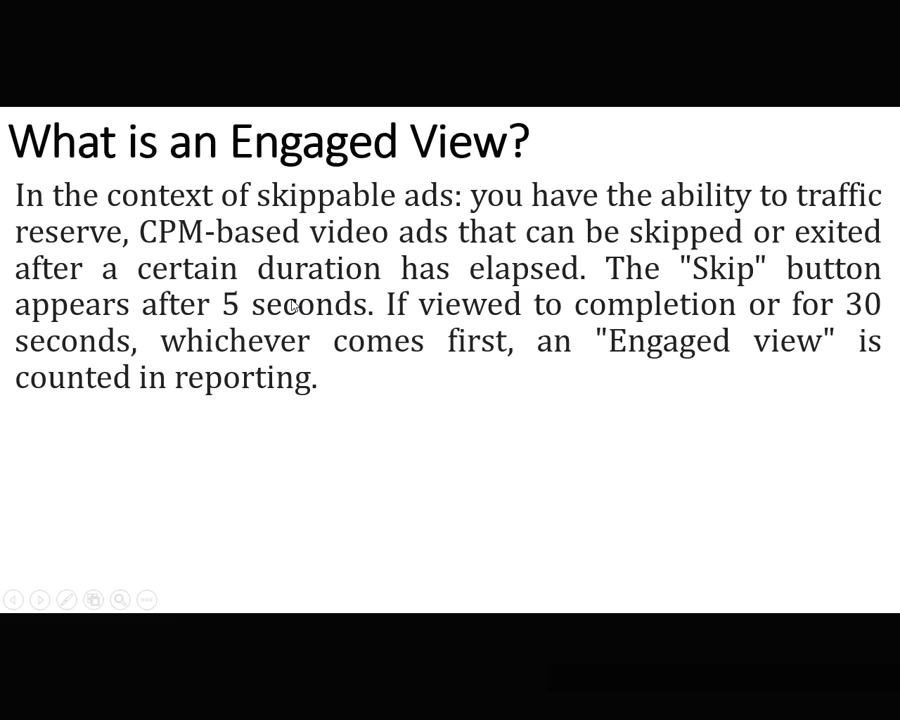 What is an Engaged View?
In the context of skippable ads: you have the ability to traffic
reserve, CPM-based video ads that can be skipped or exited
after a certain duration has elapsed. The "Skip" button
appears after 5 seconds. If viewed to completion or for 30
seconds, whichever comes first, an "Engaged view" is
counted in reporting.